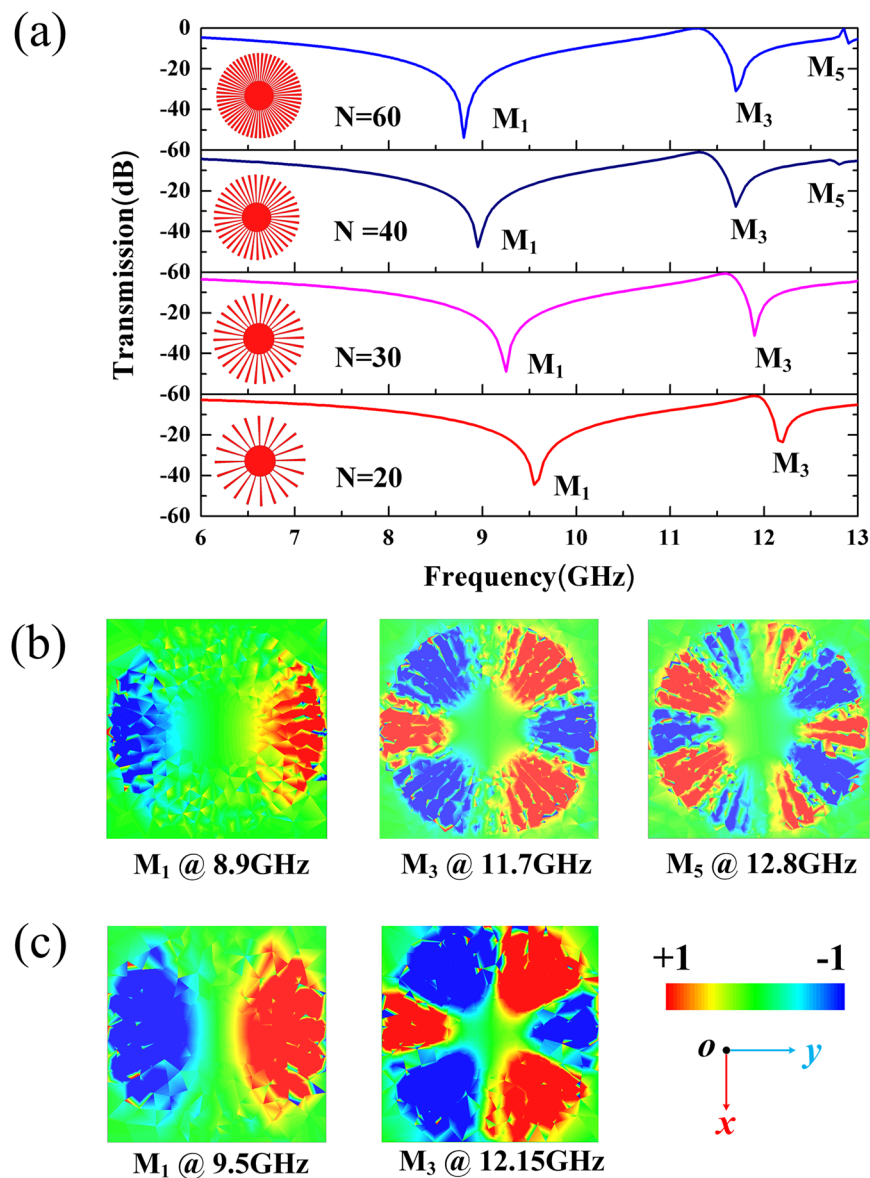 (a)
Transmission(dB)
0
-20
-40
-60
N=60
M₁
M₃
M₅
-20
-40
-60
N =40
M₁
M₃
M₅
-20
-40
-60
N=30
M₁
M₃
-20
-40
-60
N=20
M₁
M₃
6 7 8 9 10 11 12 13
Frequency(GHz)
(b)
M₁ @ 8.9GHz
M₃ @ 11.7GHz
M₅ @ 12.8GHz
(c)
M₁ @ 9.5GHz
M₃ @ 12.15GHz
+1 -1
o
y
x